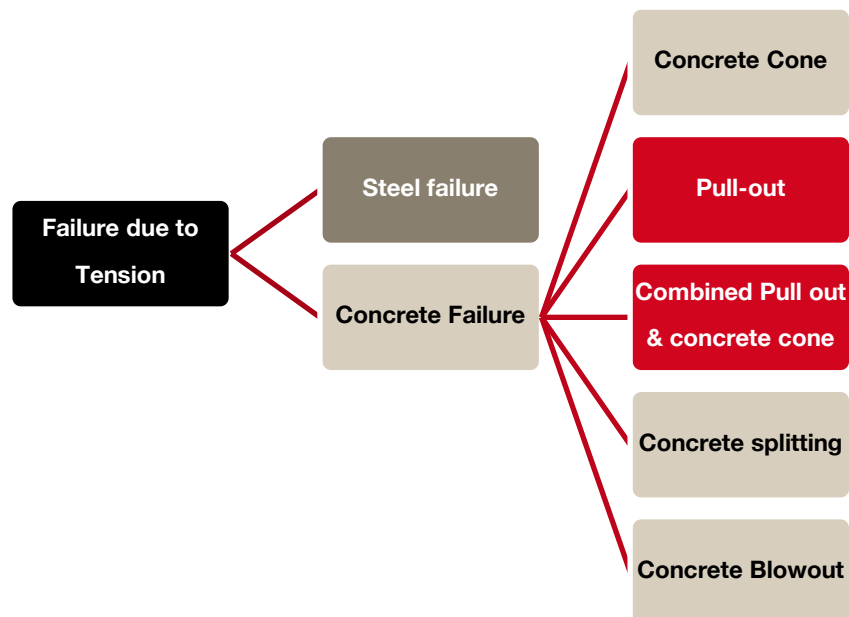 Failure due to
Tension
Steel failure
Concrete Failure
Concrete Cone
Pull-out
Combined Pull out
& concrete cone
Concrete splitting
Concrete Blowout